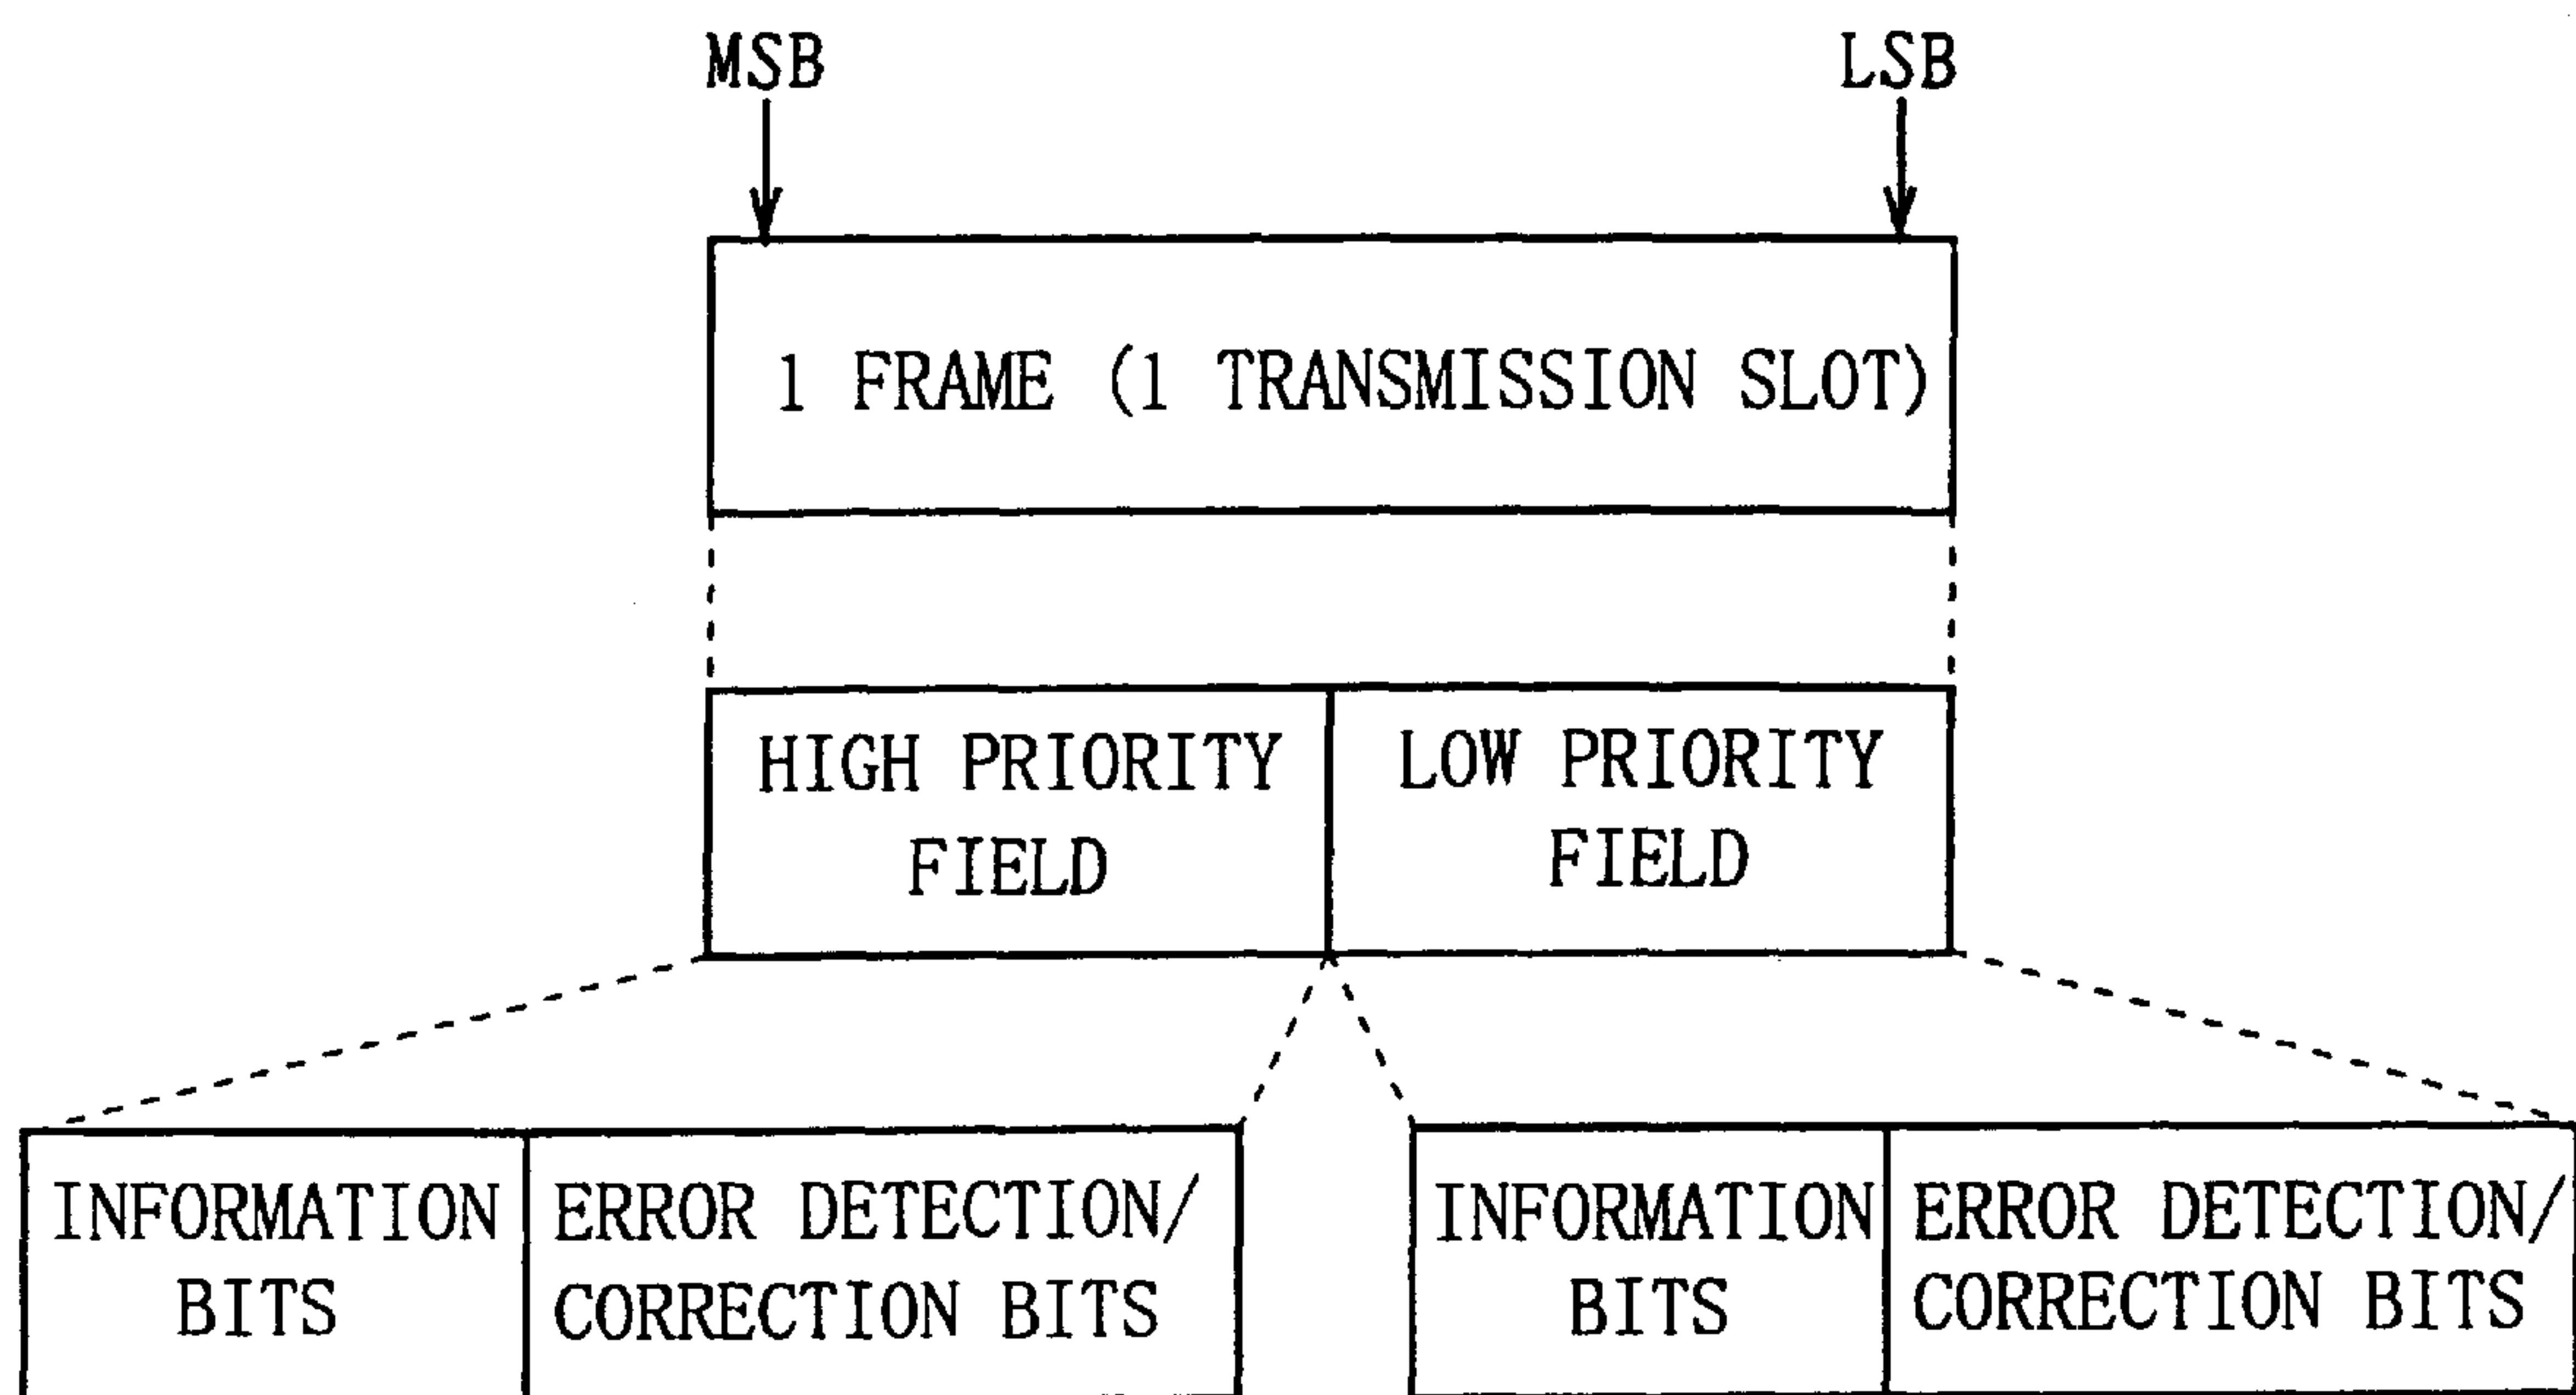 MSB
LSB
1 FRAME (1 TRANSMISSION SLOT)
HIGH PRIORITY
FIELD
LOW PRIORITY
FIELD
INFORMATION
BITS
ERROR DETECTION/
CORRECTION BITS
INFORMATION
BITS
ERROR DETECTION/
CORRECTION BITS